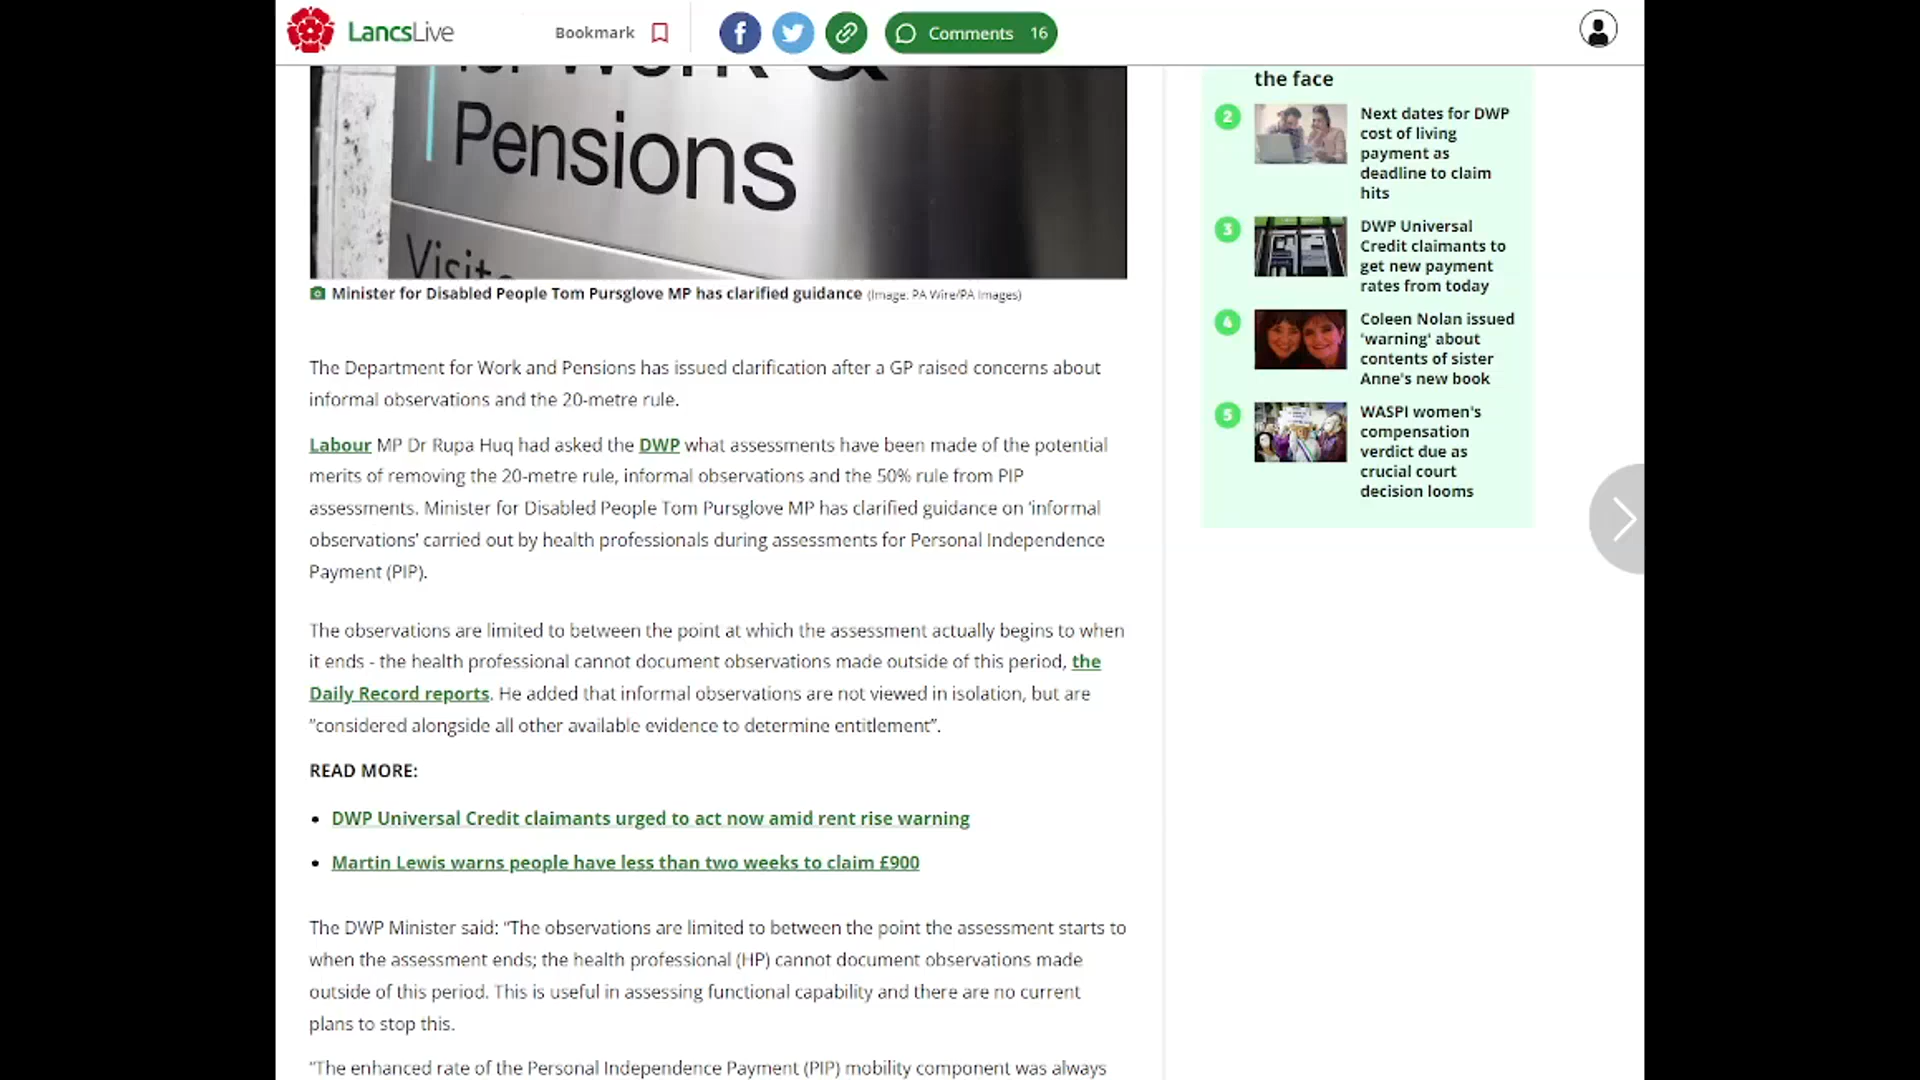 LancsLive
Bookmark
Comments 16
for Work &
Pensions
Minister for Disabled People Tom Pursglove MP has clarified guidance (Image: PA Wire/PA Images)
The Department for Work and Pensions has issued clarification after a GP raised concerns about
informal observations and the 20-metre rule.
Labour MP Dr Rupa Huq had asked the DWP what assessments have been made of the potential
merits of removing the 20-metre rule, informal observations and the 50% rule from PIP
assessments. Minister for Disabled People Tom Pursglove MP has clarified guidance on ‘informal
observations’ carried out by health professionals during assessments for Personal Independence
Payment (PIP).
The observations are limited to between the point at which the assessment actually begins to when
it ends - the health professional cannot document observations made outside of this period, the
Daily Record reports. He added that informal observations are not viewed in isolation, but are
“considered alongside all other available evidence to determine entitlement”.
READ MORE:
• DWP Universal Credit claimants urged to act now amid rent rise warning
• Martin Lewis warns people have less than two weeks to claim £900
The DWP Minister said: “The observations are limited to between the point the assessment starts to
when the assessment ends; the health professional (HP) cannot document observations made
outside of this period. This is useful in assessing functional capability and there are no current
plans to stop this.
“The enhanced rate of the Personal Independence Payment (PIP) mobility component was always
the face
2
Next dates for DWP
cost of living
payment as
deadline to claim
hits
3
DWP Universal
Credit claimants to
get new payment
rates from today
4
Coleen Nolan issued
'warning' about
contents of sister
Anne's new book
5
WASPI women's
compensation
verdict due as
crucial court
decision looms